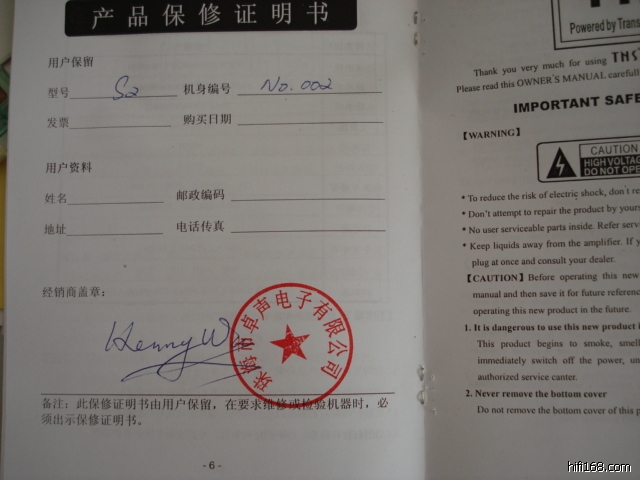 产品保修证明书
用户保留
型号 S2 机身编号 No.002
发票 购买日期
用户资料
姓名 邮政编码
地址 电话传真
经销商盖章：
珠海市卓声电子有限公司
备注：此保修证明书由用户保留，在要求维修或检验机器时，必
须出示保修证明书。
- 6 -
Powered by Trans
Thank you very much for using THS
Please read this OWNER'S MANUAL carefull
IMPORTANT SAFE
【WARNING】
CAUTION
HIGH VOLTAG
DO NOT OPE
• To reduce the risk of electric shock, don't re
• Don't attempt to repair the product by yours
• No user serviceable parts inside. Refer serv
• Keep liquids away from the amplifier. If y
plug at once and consult your dealer.
【CAUTION】Before operating this new
manual and then save it for future referenc
operating this new product in the future.
1. It is dangerous to use this new product i
This product begins to smoke, smell
immediately switch off the power, un
authorized service canter.
2. Never remove the bottom cover
Do not remove the bottom cover of this p
hifi168.com